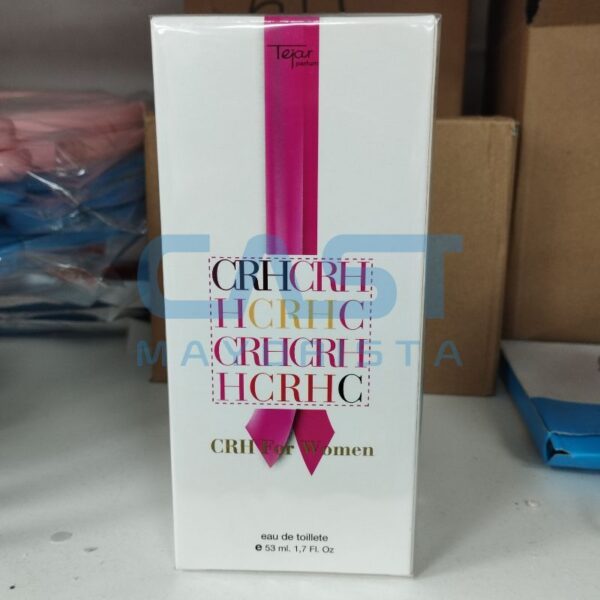 Tejar
parfum
CRHCRH
HCRHC
CRHCRH
HCRHC
CRH For Women
eau de toillete
e 53 ml. 1,7 Fl. Oz
CAST
MAYORISTA